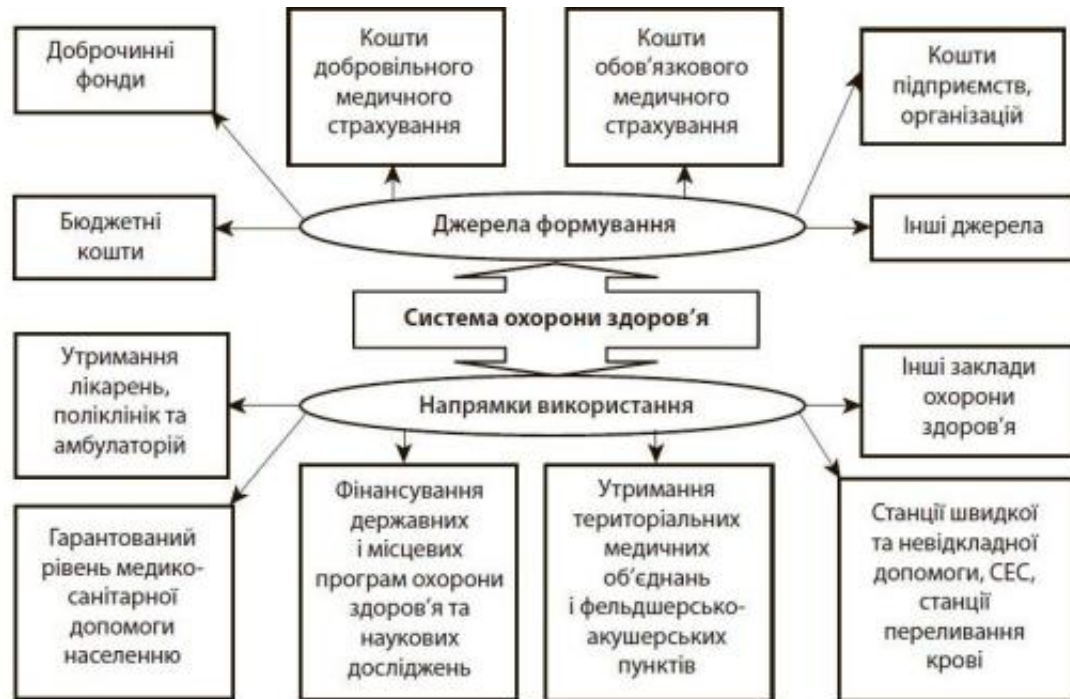 Доброчинні
фонди
Кошти
добровільного
медичного
страхування
Кошти
обов'язкового
медичного
страхування
Кошти
підприємств,
організацій
Бюджетні
кошти
Джерела формування
Інші джерела
Система охорони здоров'я
Утримання
лікарень,
поліклінік та
амбулаторій
Напрямки використання
Інші заклади
охорони
здоров'я
Гарантований
рівень медико-
санітарної
допомоги
населенню
Фінансування
державних
і місцевих
програм охорони
здоров'я та
наукових
досліджень
Утримання
територіальних
медичних
об'єднань
і фельдшерсько-
акушерських
пунктів
Станції швидкої
та невідкладної
допомоги, СЕС,
станції
переливання
крові